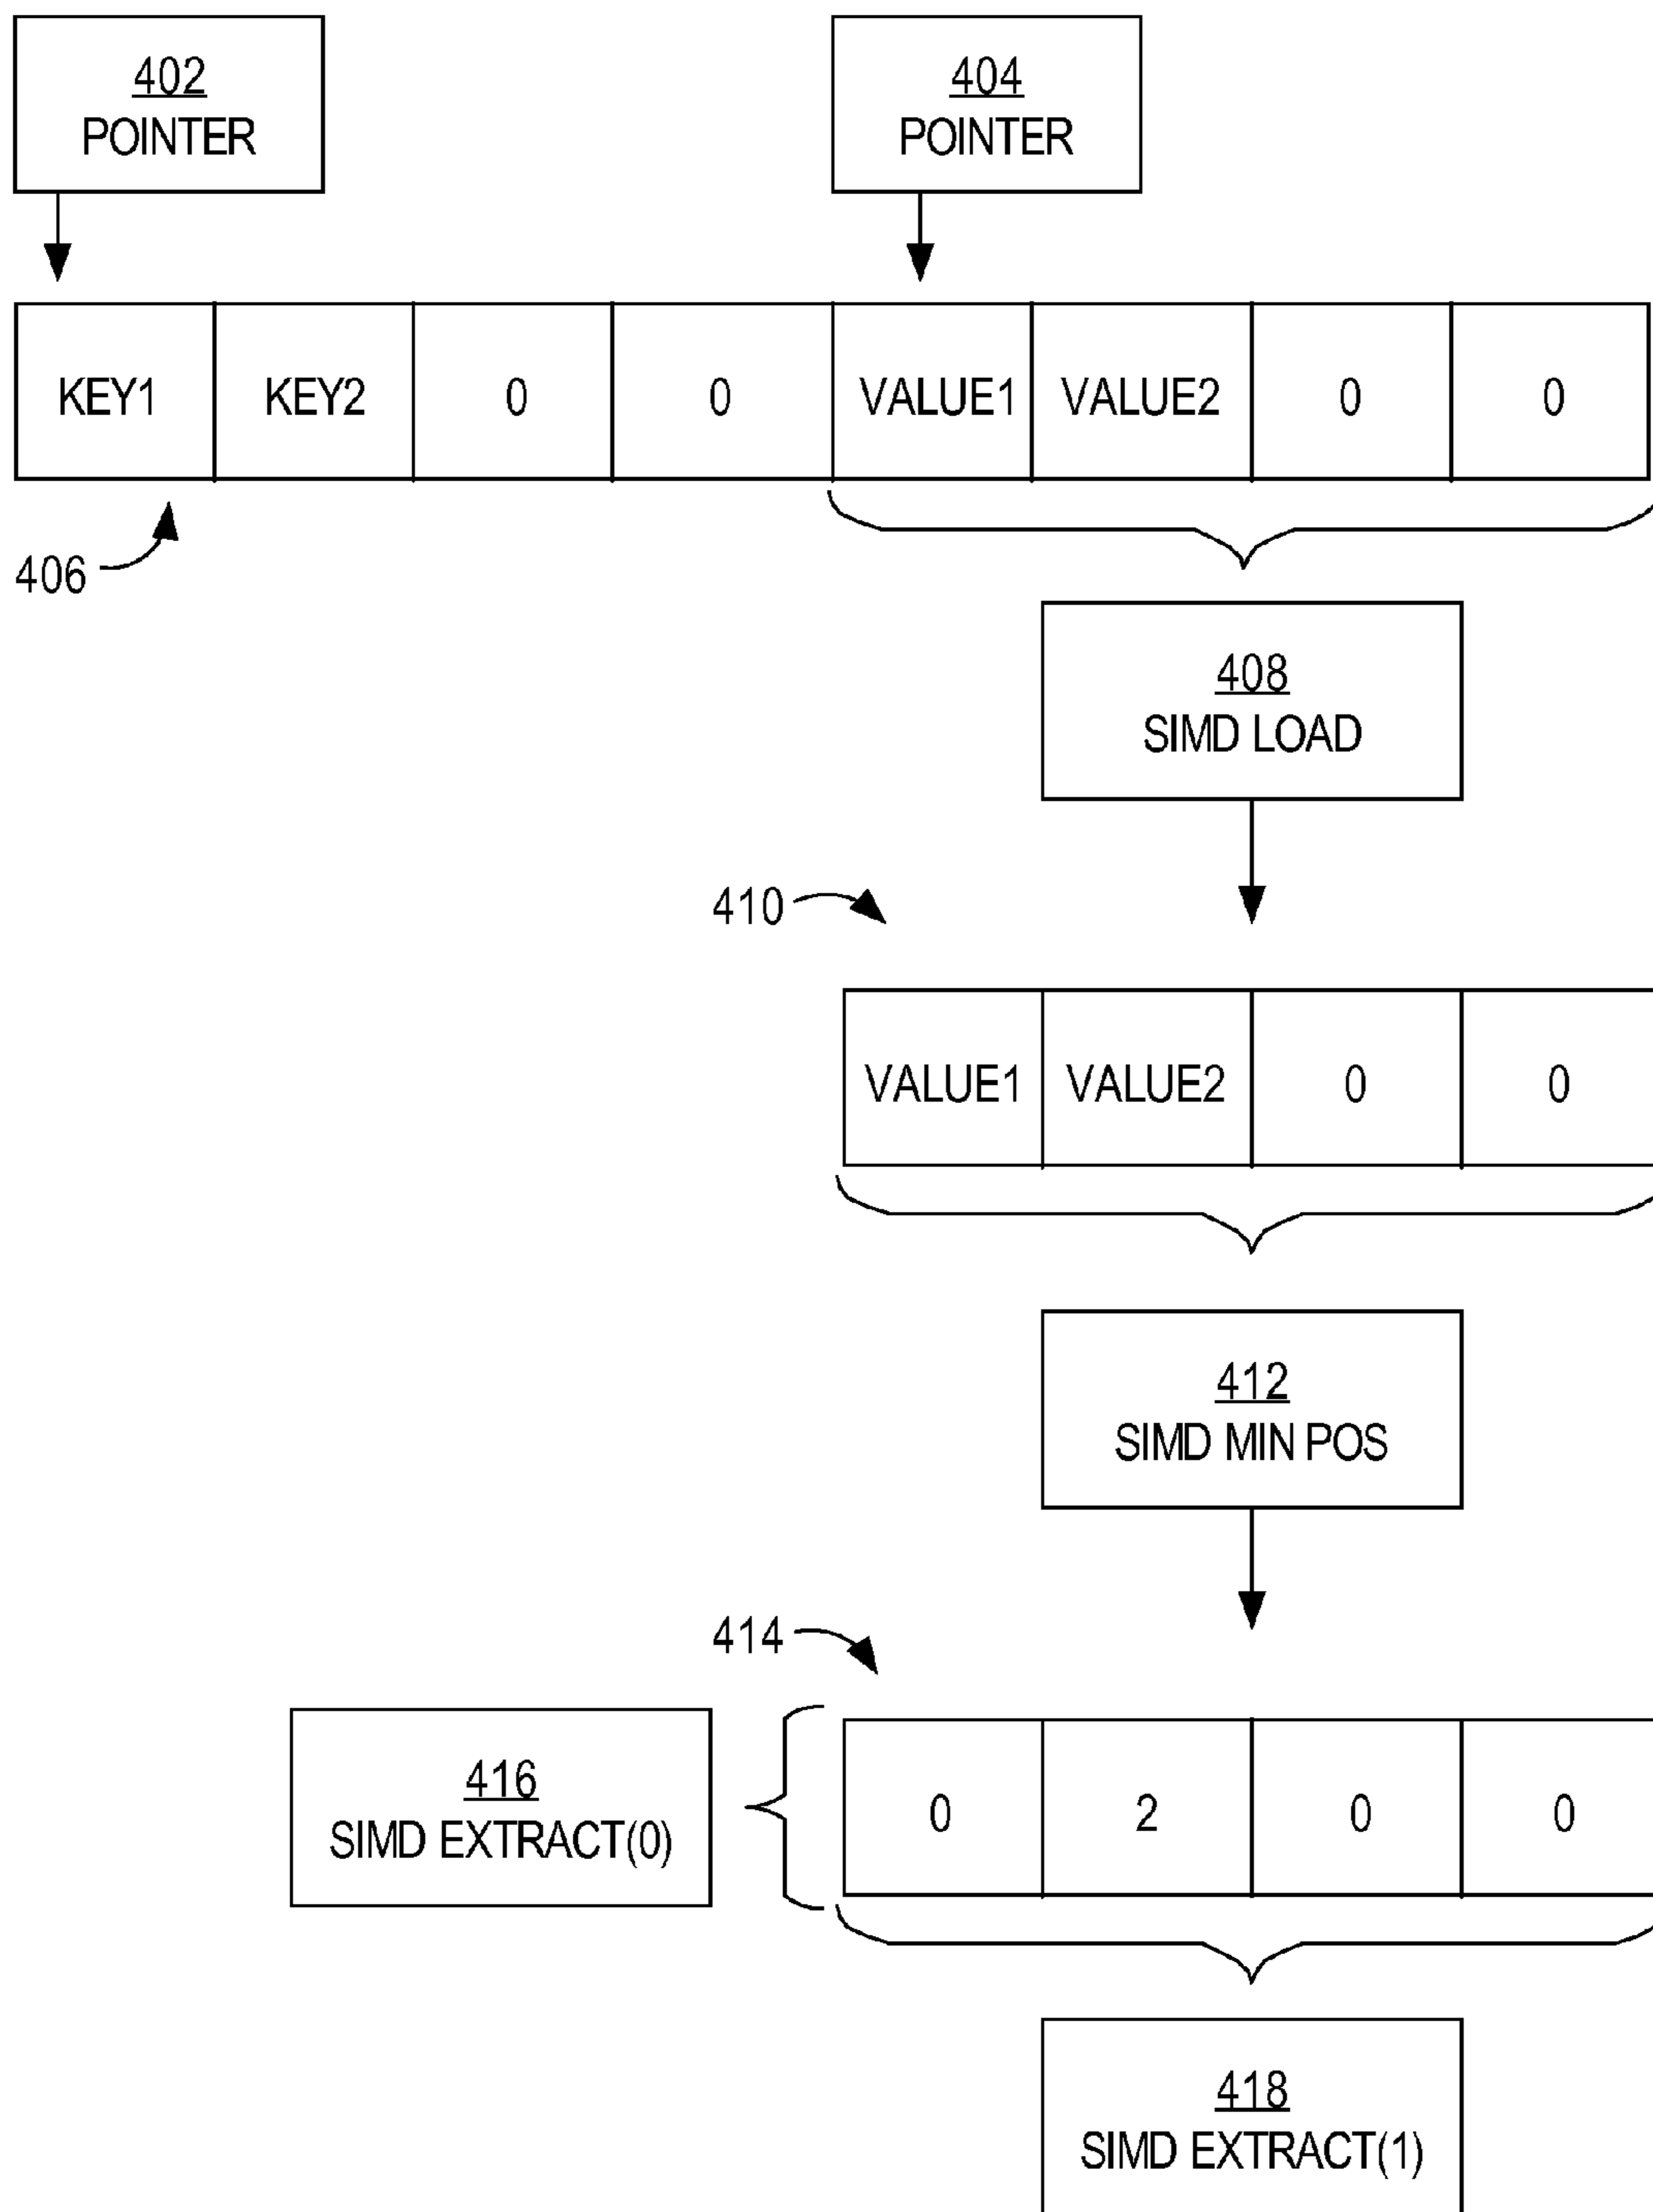 402
POINTER
404
POINTER
KEY1 KEY2 0 0 VALUE1 VALUE2 0 0
406
408
SIMD LOAD
410
VALUE1 VALUE2 0 0
412
SIMD MIN POS
414
416
SIMD EXTRACT(0)
0 2 0 0
418
SIMD EXTRACT(1)